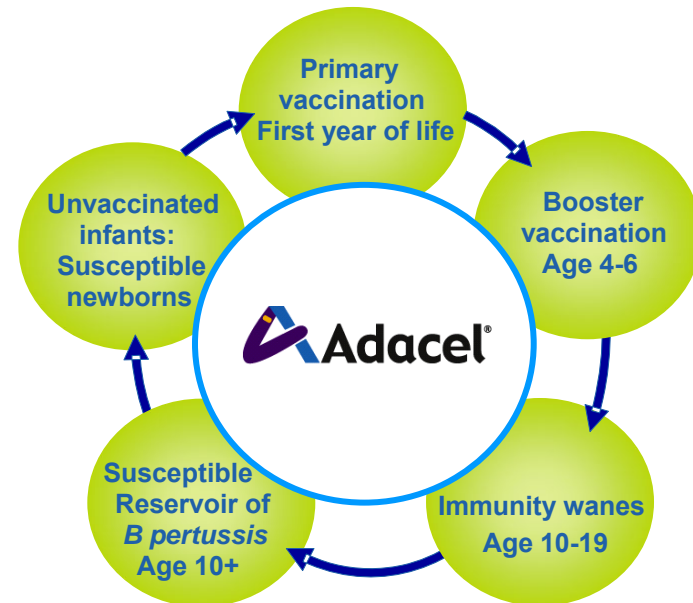 Primary
vaccination
First year of life
Booster
vaccination
Age 4-6
Immunity wanes
Age 10-19
Susceptible
Reservoir of
B pertussis
Age 10+
Unvaccinated
infants:
Susceptible
newborns
Adacel®